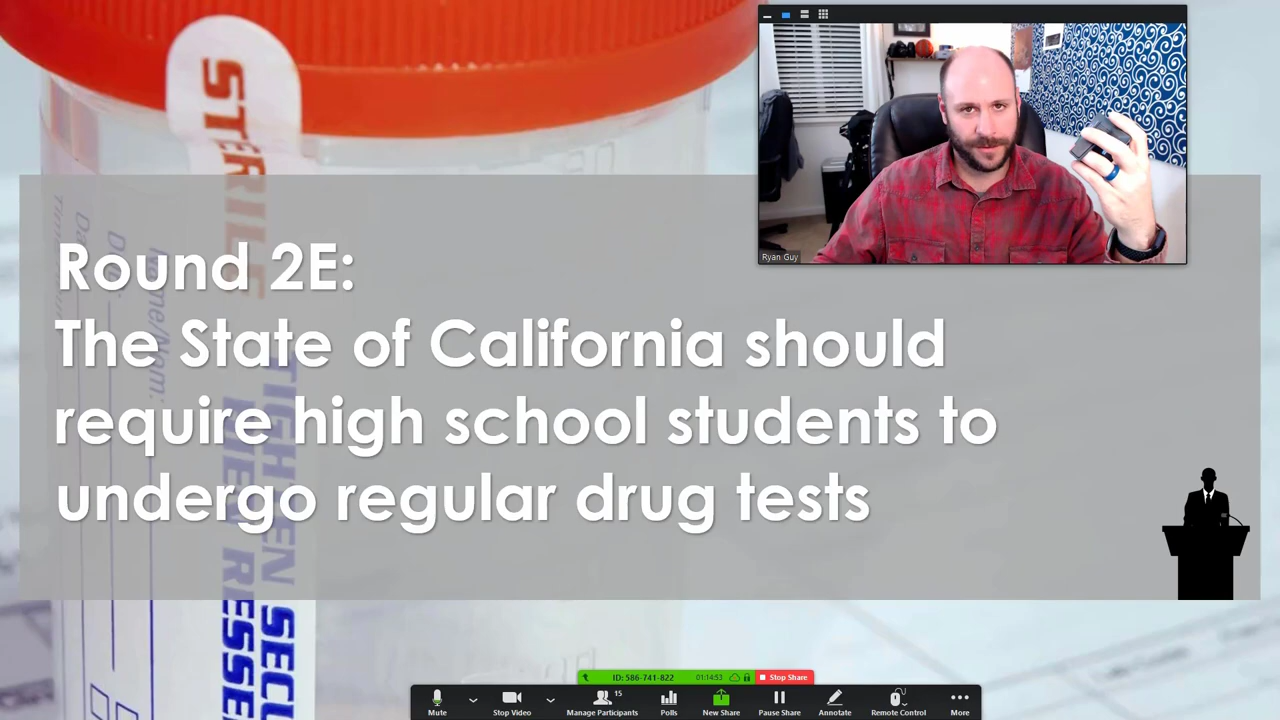 STERILE
Ryan Guy
Round 2E:
The State of California should
require high school students to
undergo regular drug tests
ID: 586-741-822
01:14:53
Stop Share
Mute
Stop Video
15
Manage Participants
Polls
New Share
Pause Share
Annotate
Remote Control
More